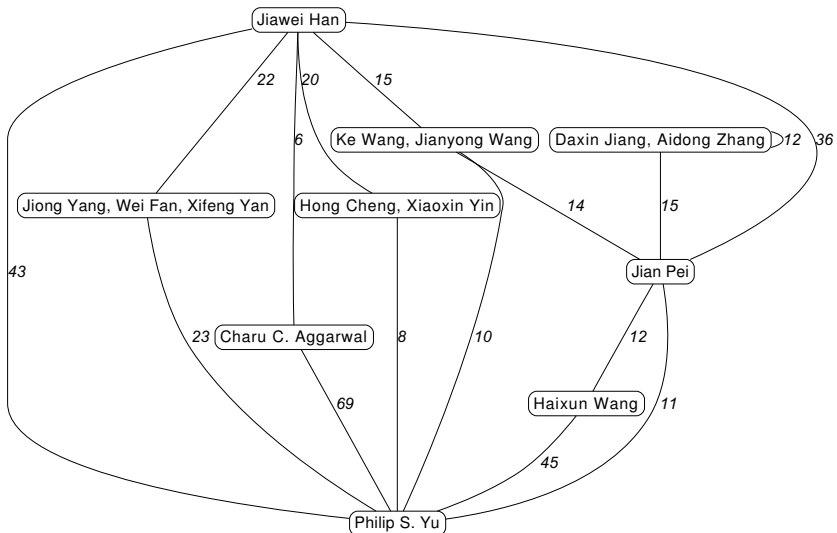 Jiawei Han
22
20
15
Ke Wang, Jianyong Wang
Daxin Jiang, Aidong Zhang
12
36
6
Jiong Yang, Wei Fan, Xifeng Yan
Hong Cheng, Xiaoxin Yin
14
15
43
Jian Pei
23
Charu C. Aggarwal
8
10
12
69
Haixun Wang
11
45
Philip S. Yu